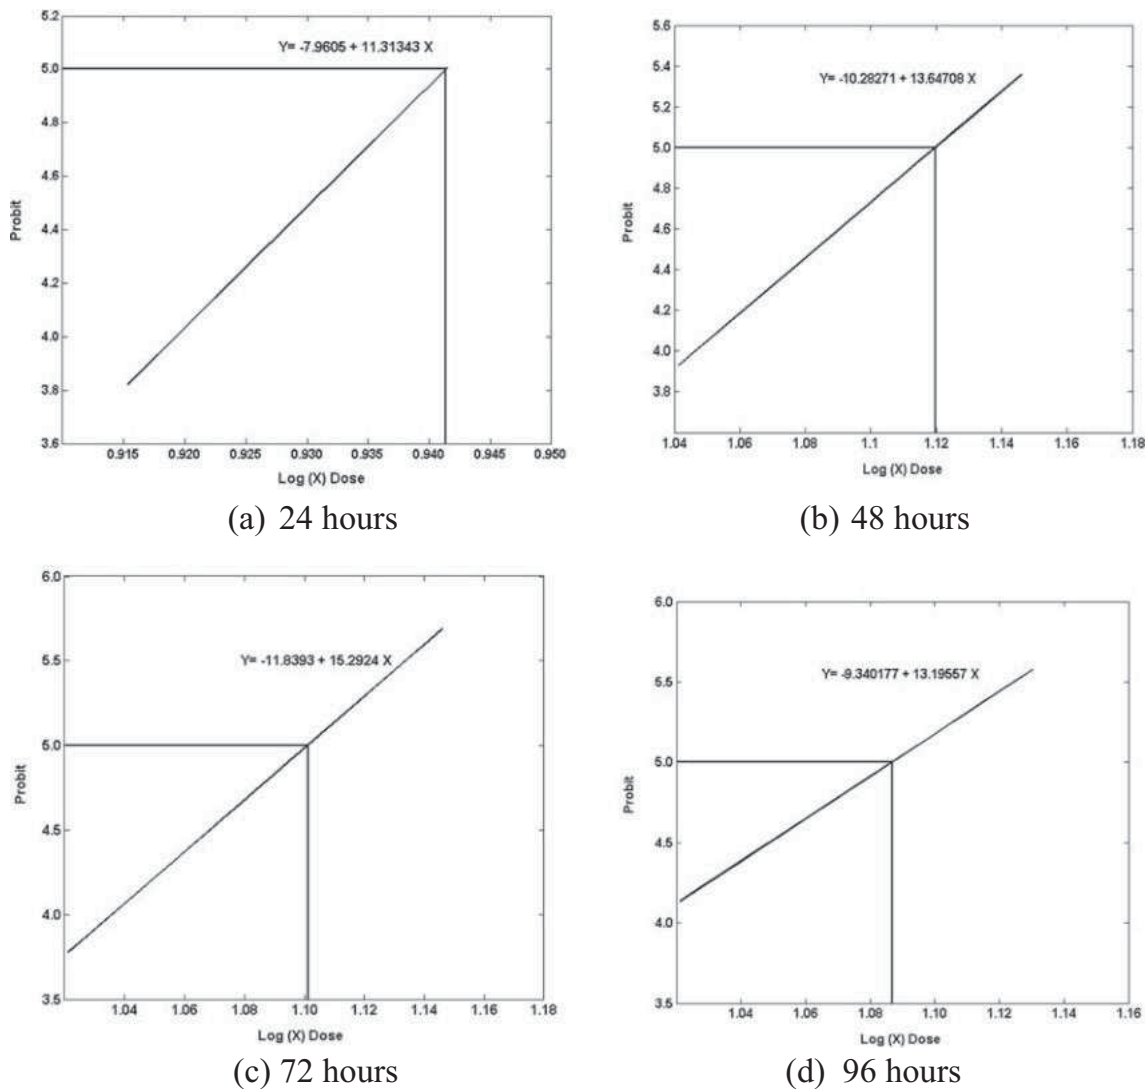 5.2
5.0
4.8
4.6
4.4
4.2
4.0
3.8
3.6
Probit
Y= -7.9605 + 11.31343 X
0.915 0.920 0.925 0.930 0.935 0.940 0.945 0.950
Log (X) Dose
(a) 24 hours
5.6
5.4
5.2
5.0
4.8
4.6
4.4
4.2
4.0
3.8
Probit
Y= -10.28271 + 13.64708 X
1.04 1.06 1.08 1.1 1.12 1.14 1.16 1.18
Log (X) Dose
(b) 48 hours
6.0
5.5
5.0
4.5
4.0
3.5
Probit
Y= -11.8393 + 15.2924 X
1.04 1.06 1.08 1.10 1.12 1.14 1.16 1.18
Log (X) Dose
(c) 72 hours
6.0
5.5
5.0
4.5
4.0
3.5
Probit
Y= -9.340177 + 13.19557 X
1.04 1.06 1.08 1.10 1.12 1.14 1.16
Log (X) Dose
(d) 96 hours